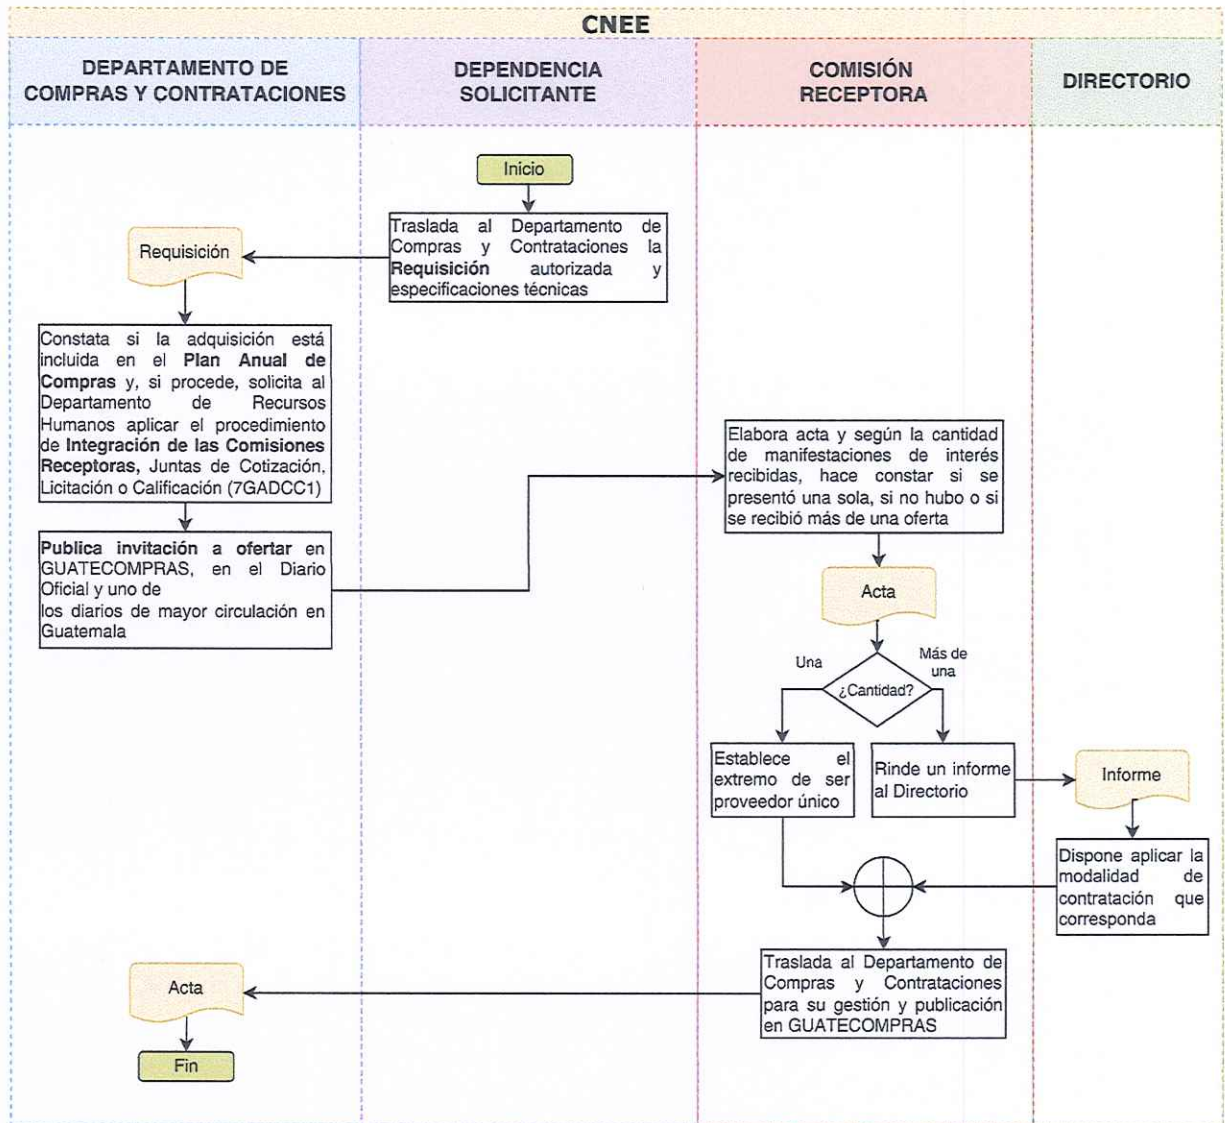 CNEE
DEPARTAMENTO DE
COMPRAS Y CONTRATACIONES
DEPENDENCIA
SOLICITANTE
COMISIÓN
RECEPTORA
DIRECTORIO
Inicio
Traslada al Departamento de
Compras y Contrataciones la
Requisición autorizada y
especificaciones técnicas
Requisición
Constata si la adquisición está
incluida en el Plan Anual de
Compras y, si procede, solicita al
Departamento de Recursos
Humanos aplicar el procedimiento
de Integración de las Comisiones
Receptoras, Juntas de Cotización,
Licitación o Calificación (7GADCC1)
Publica invitación a ofertar en
GUATECOMPRAS, en el Diario
Oficial y uno de
los diarios de mayor circulación en
Guatemala
Elabora acta y según la cantidad
de manifestaciones de interés
recibidas, hace constar si se
presentó una sola, si no hubo o si
se recibió más de una oferta
Acta
¿Cantidad?
Una
Más de
una
Establece el
extremo de ser
proveedor único
Rinde un informe
al Directorio
Informe
Dispone aplicar la
modalidad de
contratación que
corresponda
Traslada al Departamento de
Compras y Contrataciones
para su gestión y publicación
en GUATECOMPRAS
Acta
Fin